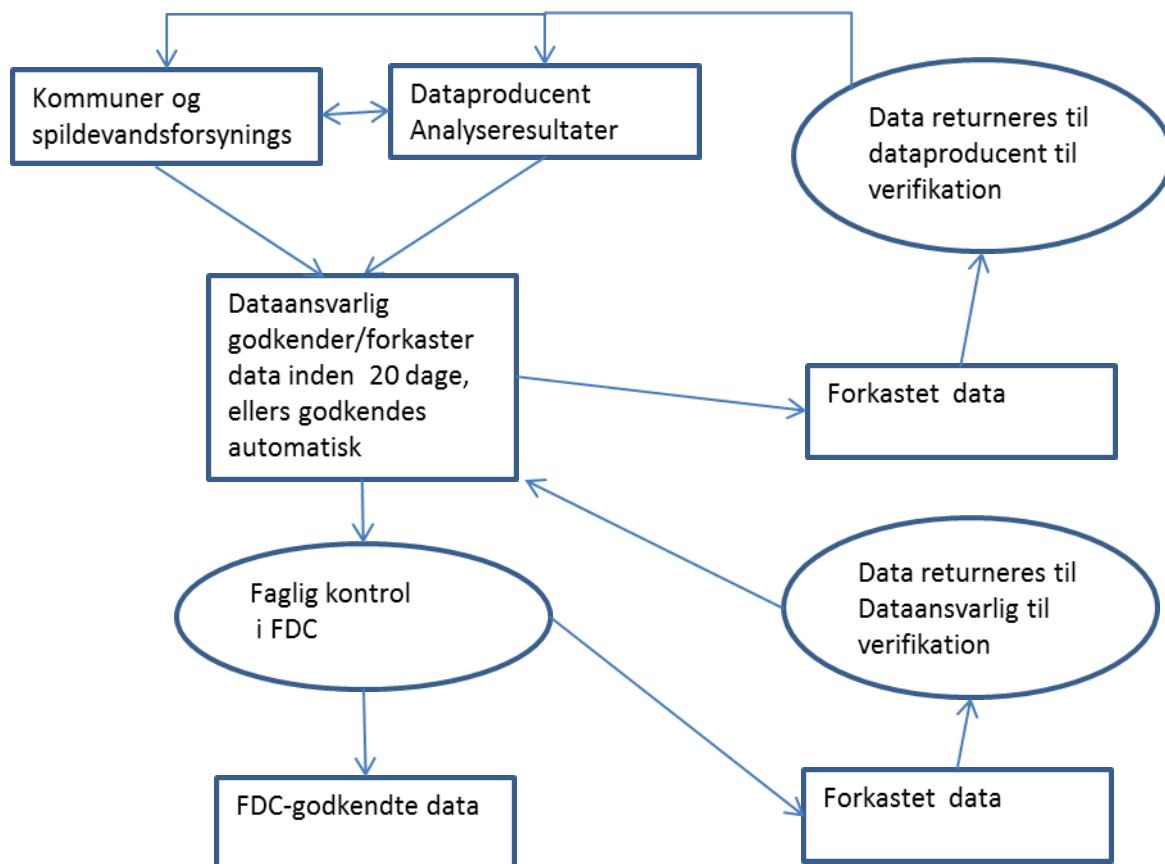 Kommuner og
spildevandsforsynings
Dataproducent
Analyseresultater
Data returneres til
dataproducent til
verifikation
Dataansvarlig
godkender/forkaster
data inden 20 dage,
ellers godkendes
automatisk
Forkastet data
Faglig kontrol
i FDC
Data returneres til
Dataansvarlig til
verifikation
FDC-godkendte data
Forkastet data